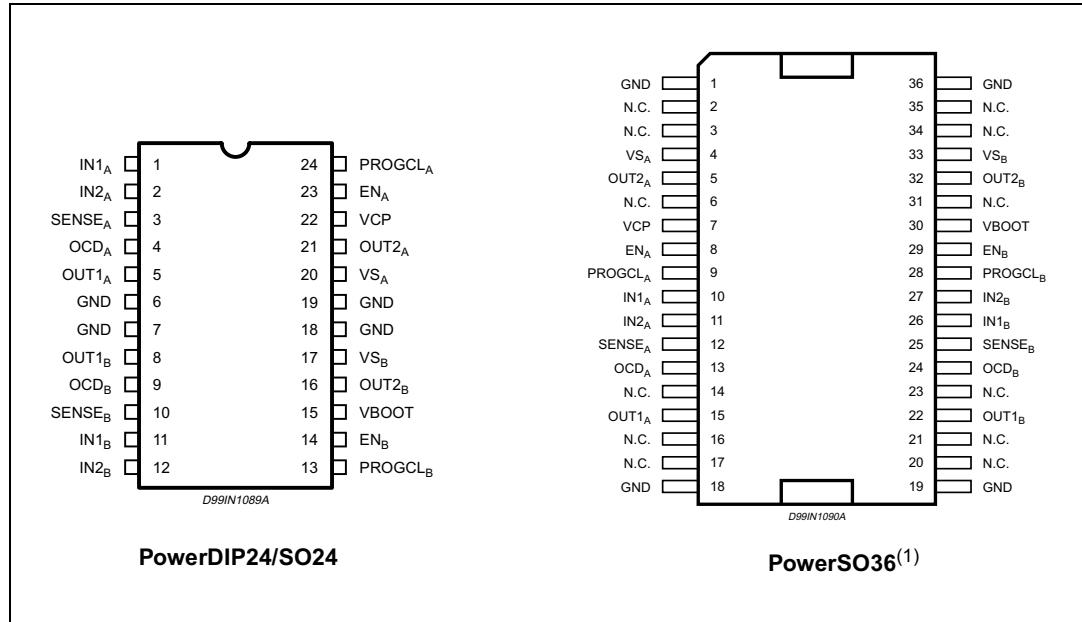 IN1A 1 24 PROGCLA
IN2A 2 23 ENA
SENSEA 3 22 VCP
OCDA 4 21 OUT2A
OUT1A 5 20 VSA
GND 6 19 GND
GND 7 18 GND
OUT1B 8 17 VSB
OCDB 9 16 OUT2B
SENSEB 10 15 VBOOT
IN1B 11 14 ENB
IN2B 12 13 PROGCLB
D99IN1089A
PowerDIP24/SO24
GND 1 36 GND
N.C. 2 35 N.C.
N.C. 3 34 N.C.
VSA 4 33 VSB
OUT2A 5 32 OUT2B
N.C. 6 31 N.C.
VCP 7 30 VBOOT
ENA 8 29 ENB
PROGCLA 9 28 PROGCLB
IN1A 10 27 IN2B
IN2A 11 26 IN1B
SENSEA 12 25 SENSEB
OCDA 13 24 OCDB
N.C. 14 23 N.C.
OUT1A 15 22 OUT1B
N.C. 16 21 N.C.
N.C. 17 20 N.C.
GND 18 19 GND
D99IN1090A
PowerSO36(1)